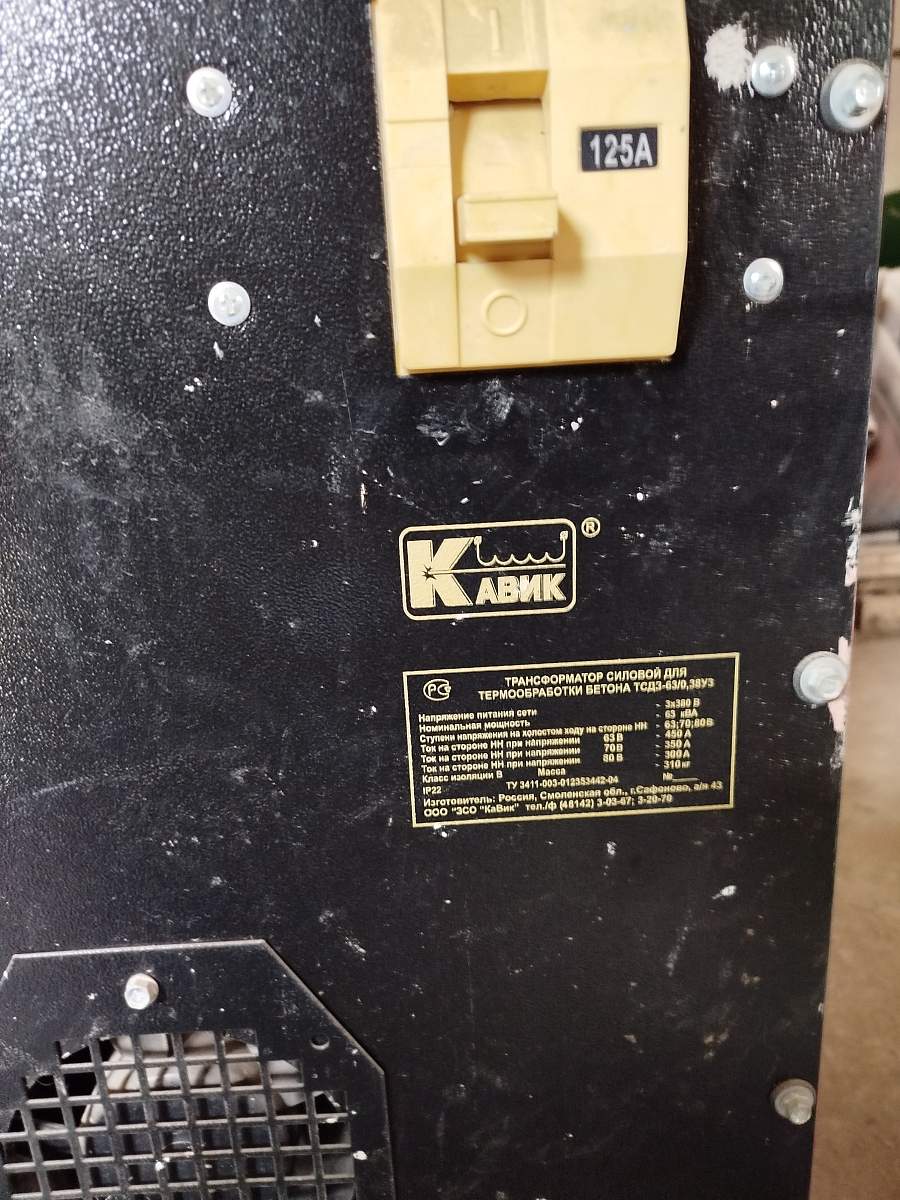 I
125А
O
КАВИК ®
РСТ
ТРАНСФОРМАТОР СИЛОВОЙ ДЛЯ
ТЕРМООБРАБОТКИ БЕТОНА ТСДЗ-63/0,38УЗ
Напряжение питания сети - 3х380 В
Номинальная мощность - 63 кВА
Ступени напряжения на холостом ходу на стороне НН - 63;70;80В
Ток на стороне НН при напряжении 63 В - 450 А
Ток на стороне НН при напряжении 70 В - 350 А
Ток на стороне НН при напряжении 80 В - 300 А
Класс изоляции В Масса - 310 кг
IP22 ТУ 3411-003-012353442-04 №____
Изготовитель: Россия, Смоленская обл., г.Сафоново, а/я 43
ООО "ЗСО "КаВик" тел./ф (48142) 3-03-67; 3-20-70